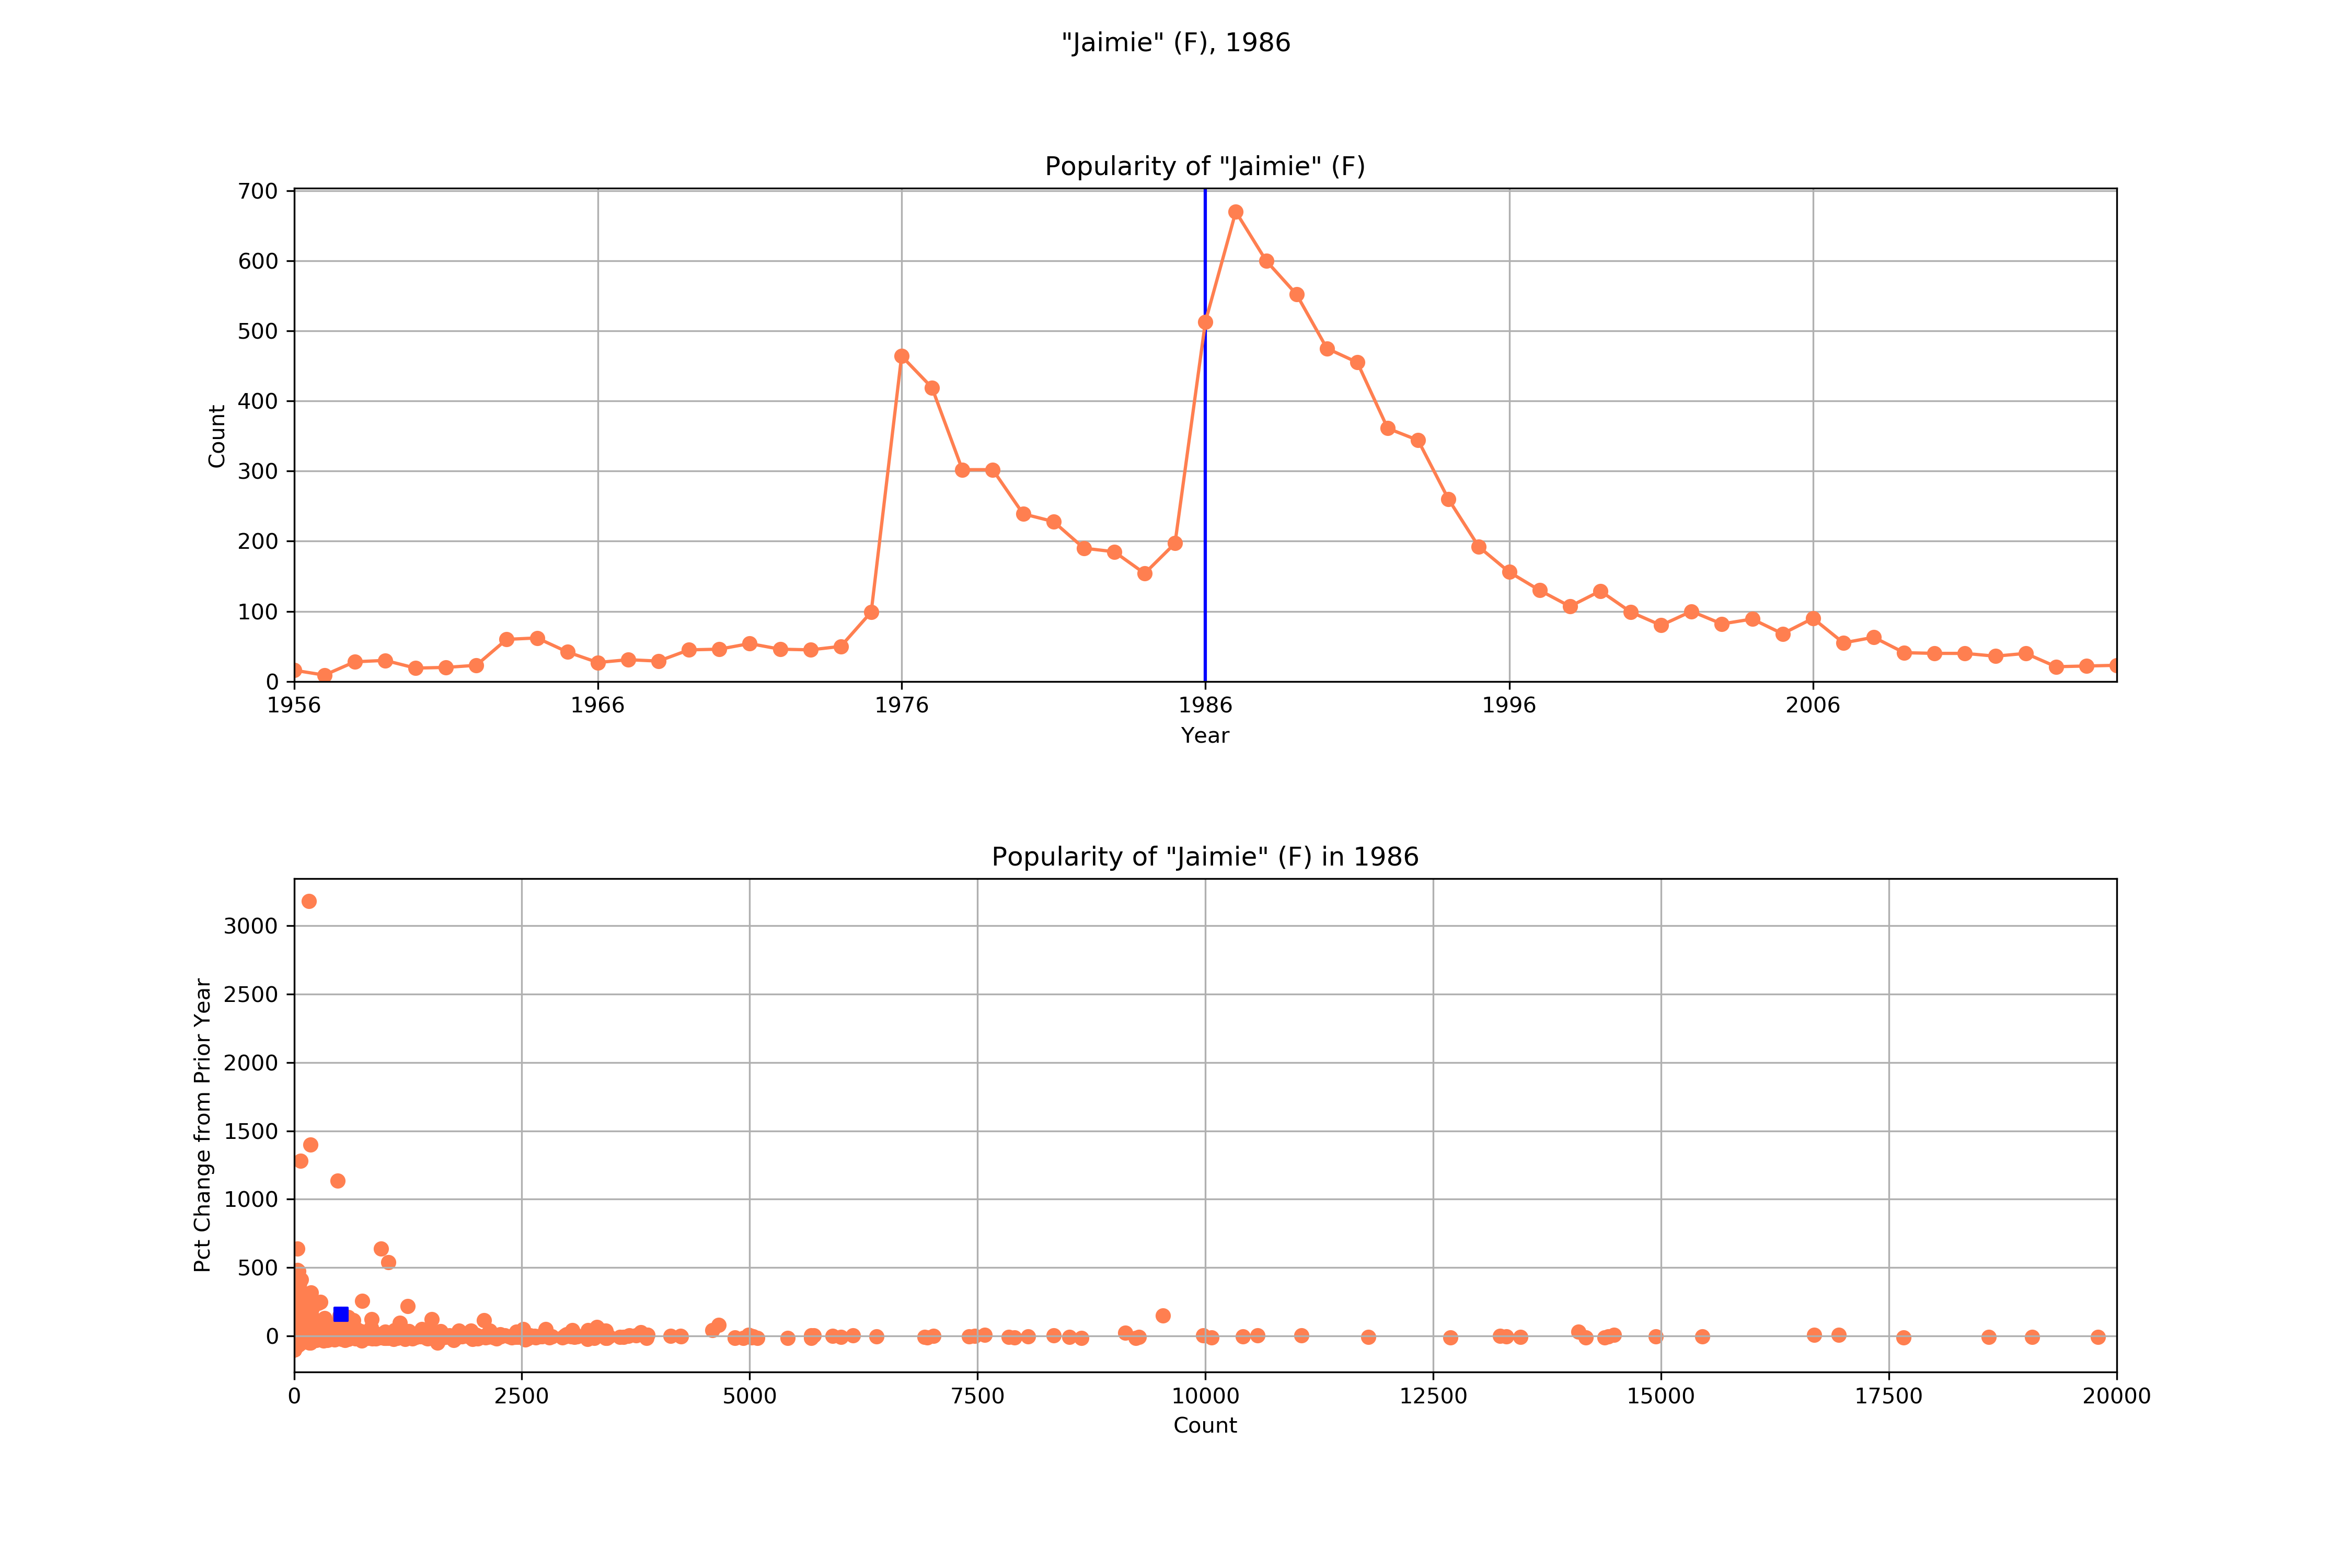 "Jaimie" (F), 1986
Popularity of "Jaimie" (F)
700
600
500
400
300
200
100
0
Count
1956 1966 1976 1986 1996 2006
Year
Popularity of "Jaimie" (F) in 1986
3000
2500
2000
1500
1000
500
0
Pct Change from Prior Year
0 2500 5000 7500 10000 12500 15000 17500 20000
Count